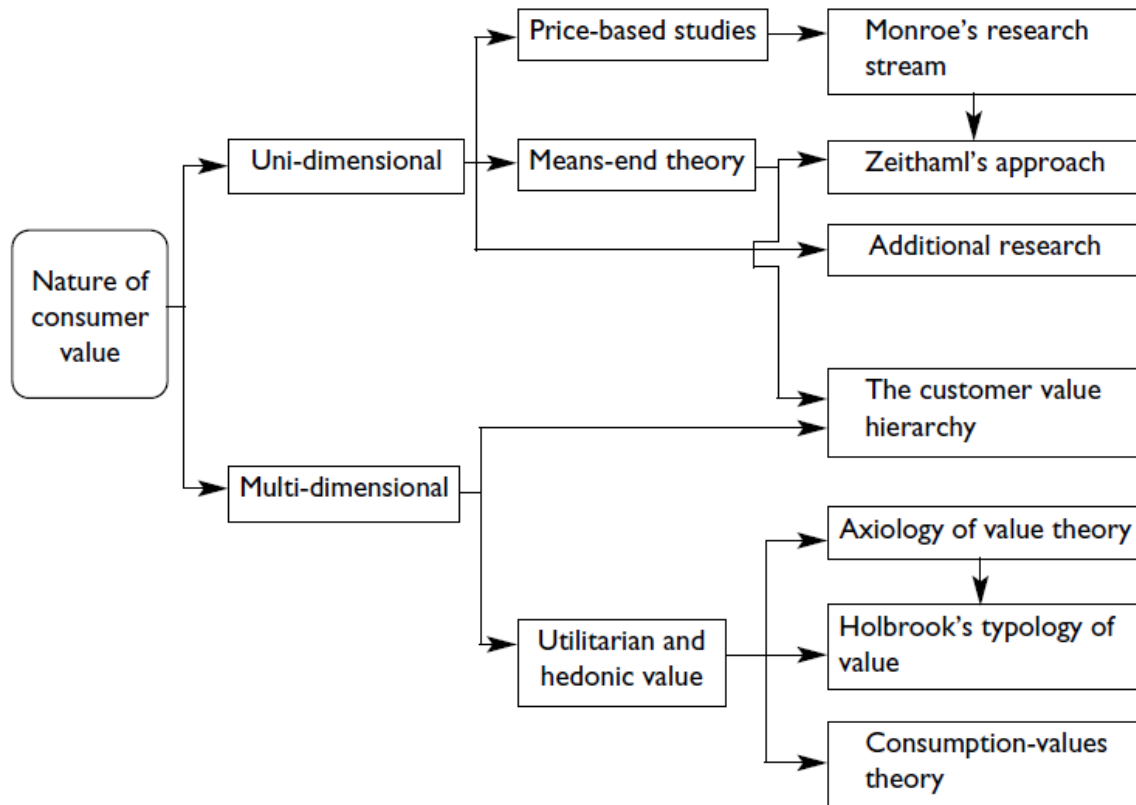 Price-based studies
Monroe's research
stream
Uni-dimensional
Means-end theory
Zeithaml's approach
Additional research
Nature of
consumer
value
The customer value
hierarchy
Multi-dimensional
Axiology of value theory
Utilitarian and
hedonic value
Holbrook's typology of
value
Consumption-values
theory